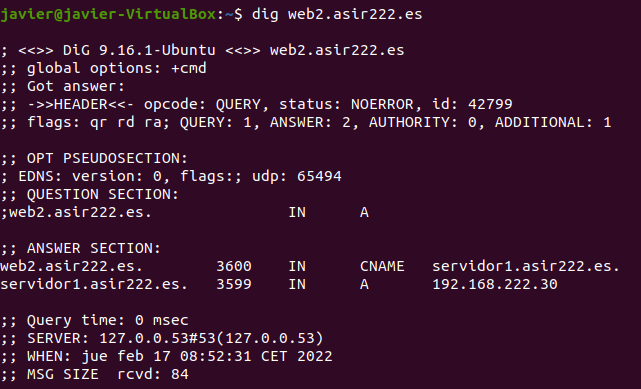 javier@javier-VirtualBox:~$ dig web2.asir222.es
; <<>> DiG 9.16.1-Ubuntu <<>> web2.asir222.es
;; global options: +cmd
;; Got answer:
;; ->>HEADER<<- opcode: QUERY, status: NOERROR, id: 42799
;; flags: qr rd ra; QUERY: 1, ANSWER: 2, AUTHORITY: 0, ADDITIONAL: 1
;; OPT PSEUDOSECTION:
; EDNS: version: 0, flags:; udp: 65494
;; QUESTION SECTION:
;web2.asir222.es. IN A
;; ANSWER SECTION:
web2.asir222.es. 3600 IN CNAME servidor1.asir222.es.
servidor1.asir222.es. 3599 IN A 192.168.222.30
;; Query time: 0 msec
;; SERVER: 127.0.0.53#53(127.0.0.53)
;; WHEN: jue feb 17 08:52:31 CET 2022
;; MSG SIZE  rcvd: 84